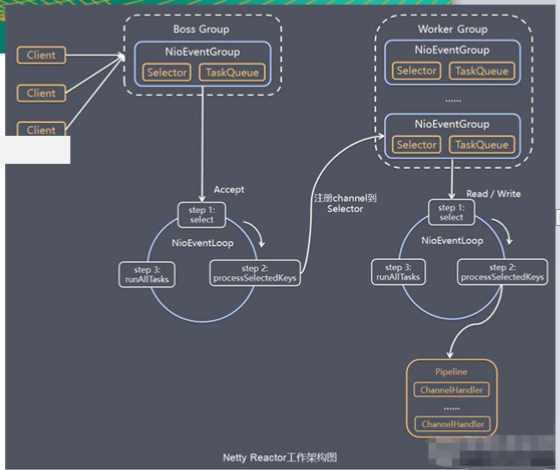 Boss Group
NioEventGroup
Selector
TaskQueue
Client
Client
Client
Accept
step 1:
select
NioEventLoop
step 3:
runAllTasks
step 2:
processSelectedKeys
注册channel到
Selector
Worker Group
NioEventGroup
Selector
TaskQueue
......
NioEventGroup
Selector
TaskQueue
Read / Write
step 1:
select
NioEventLoop
step 3:
runAllTasks
step 2:
processSelectedKeys
Pipeline
ChannelHandler
......
ChannelHandler
Netty Reactor工作架构图